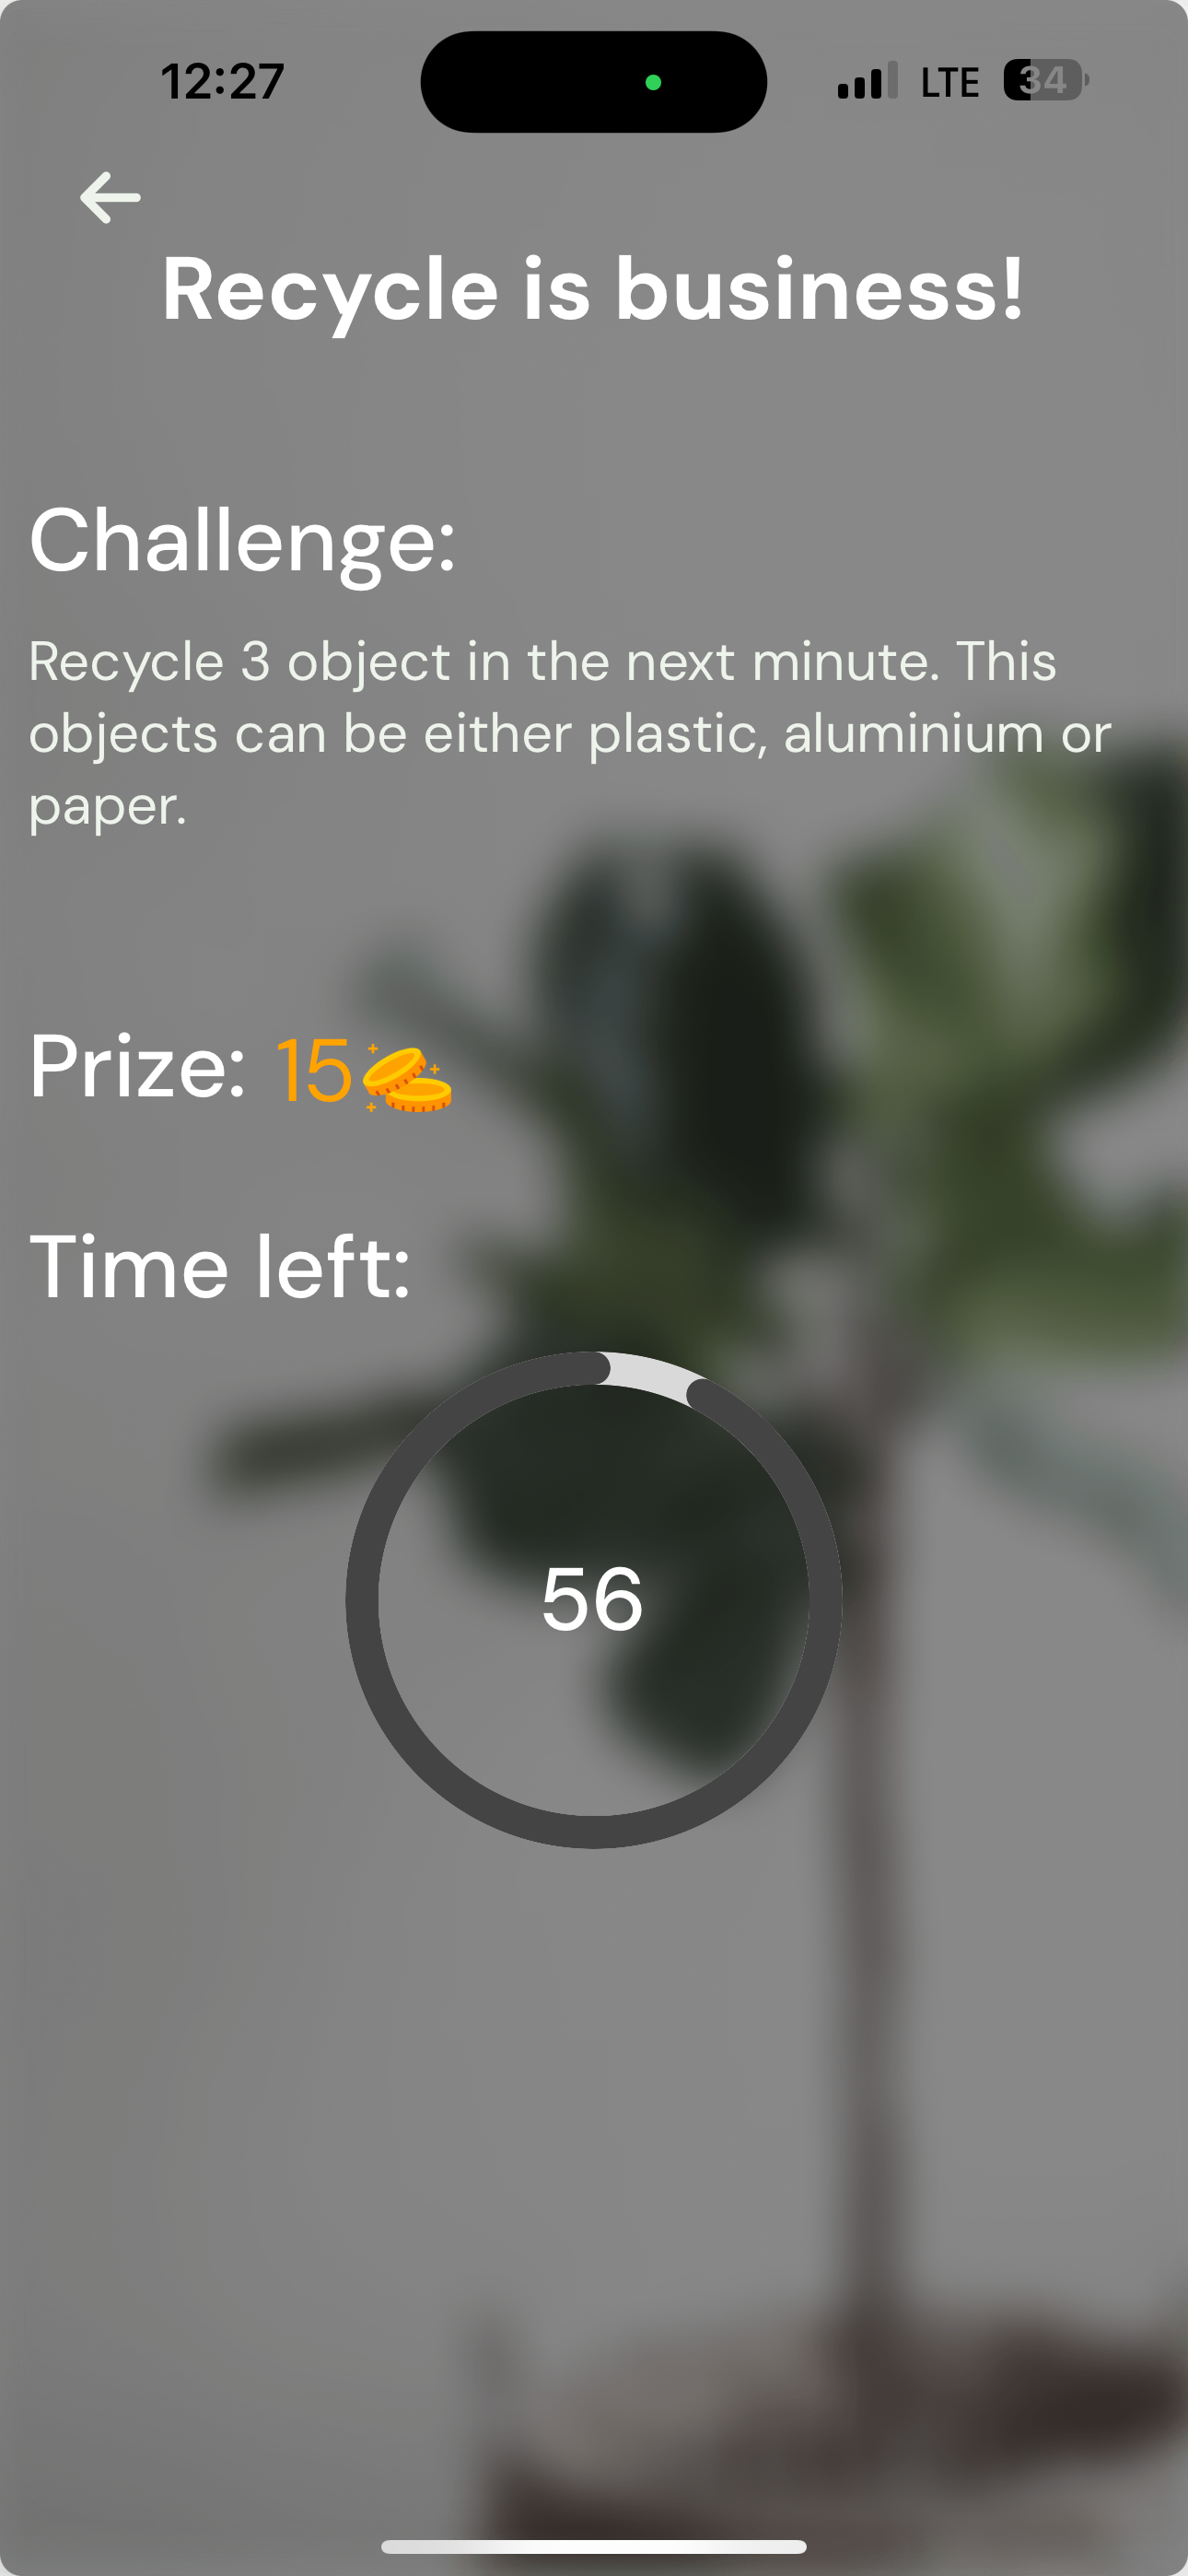 12:27 LTE 34
Recycle is business!
Challenge:
Recycle 3 object in the next minute. This
objects can be either plastic, aluminium or
paper.
Prize: 15
Time left:
56